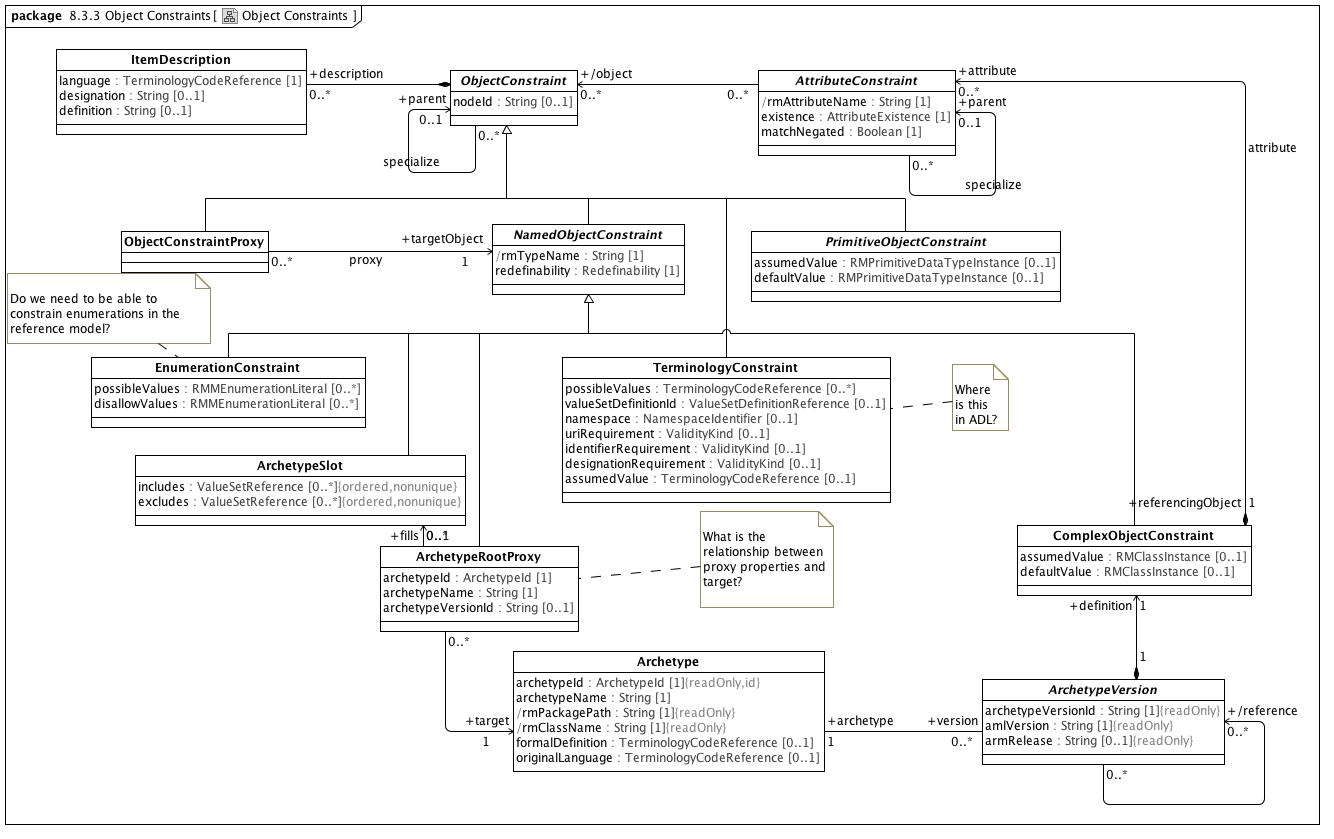 package 8.3.3 Object Constraints[ Object Constraints ]
ItemDescription
language : TerminologyCodeReference [1]
designation : String [0..1]
definition : String [0..1]
+description
0..*
ObjectConstraint
nodeId : String [0..1]
+parent
0..1
0..*
specialize
+/object
0..*
0..*
AttributeConstraint
/rmAttributeName : String [1]
existence : AttributeExistence [1]
matchNegated : Boolean [1]
+attribute
0..*
+parent
0..1
0..*
specialize
attribute
ObjectConstraintProxy
0..*
proxy
+targetObject
1
NamedObjectConstraint
/rmTypeName : String [1]
redefinability : Redefinability [1]
PrimitiveObjectConstraint
assumedValue : RMPrimitiveDataTypeInstance [0..1]
defaultValue : RMPrimitiveDataTypeInstance [0..1]
Do we need to be able to
constrain enumerations in the
reference model?
EnumerationConstraint
possibleValues : RMMEnumerationLiteral [0..*]
disallowValues : RMMEnumerationLiteral [0..*]
TerminologyConstraint
possibleValues : TerminologyCodeReference [0..*]
valueSetDefinitionId : ValueSetDefinitionReference [0..1]
namespace : NamespaceIdentifier [0..1]
uriRequirement : ValidityKind [0..1]
identifierRequirement : ValidityKind [0..1]
designationRequirement : ValidityKind [0..1]
assumedValue : TerminologyCodeReference [0..1]
Where
is this
in ADL?
ArchetypeSlot
includes : ValueSetReference [0..*]{ordered,nonunique}
excludes : ValueSetReference [0..*]{ordered,nonunique}
+fills
0..1
ArchetypeRootProxy
archetypeId : ArchetypeId [1]
archetypeName : String [1]
archetypeVersionId : String [0..1]
0..*
What is the
relationship between
proxy properties and
target?
+referencingObject 1
ComplexObjectConstraint
assumedValue : RMClassInstance [0..1]
defaultValue : RMClassInstance [0..1]
+definition 1
1
+target
1
Archetype
archetypeId : ArchetypeId [1]{readOnly,id}
archetypeName : String [1]
/rmPackagePath : String [1]{readOnly}
/rmClassName : String [1]{readOnly}
formalDefinition : TerminologyCodeReference [0..1]
originalLanguage : TerminologyCodeReference [0..1]
+archetype
1
+version
0..*
ArchetypeVersion
archetypeVersionId : String [1]{readOnly}
amlVersion : String [1]{readOnly}
armRelease : String [0..1]{readOnly}
+/reference
0..*
0..*